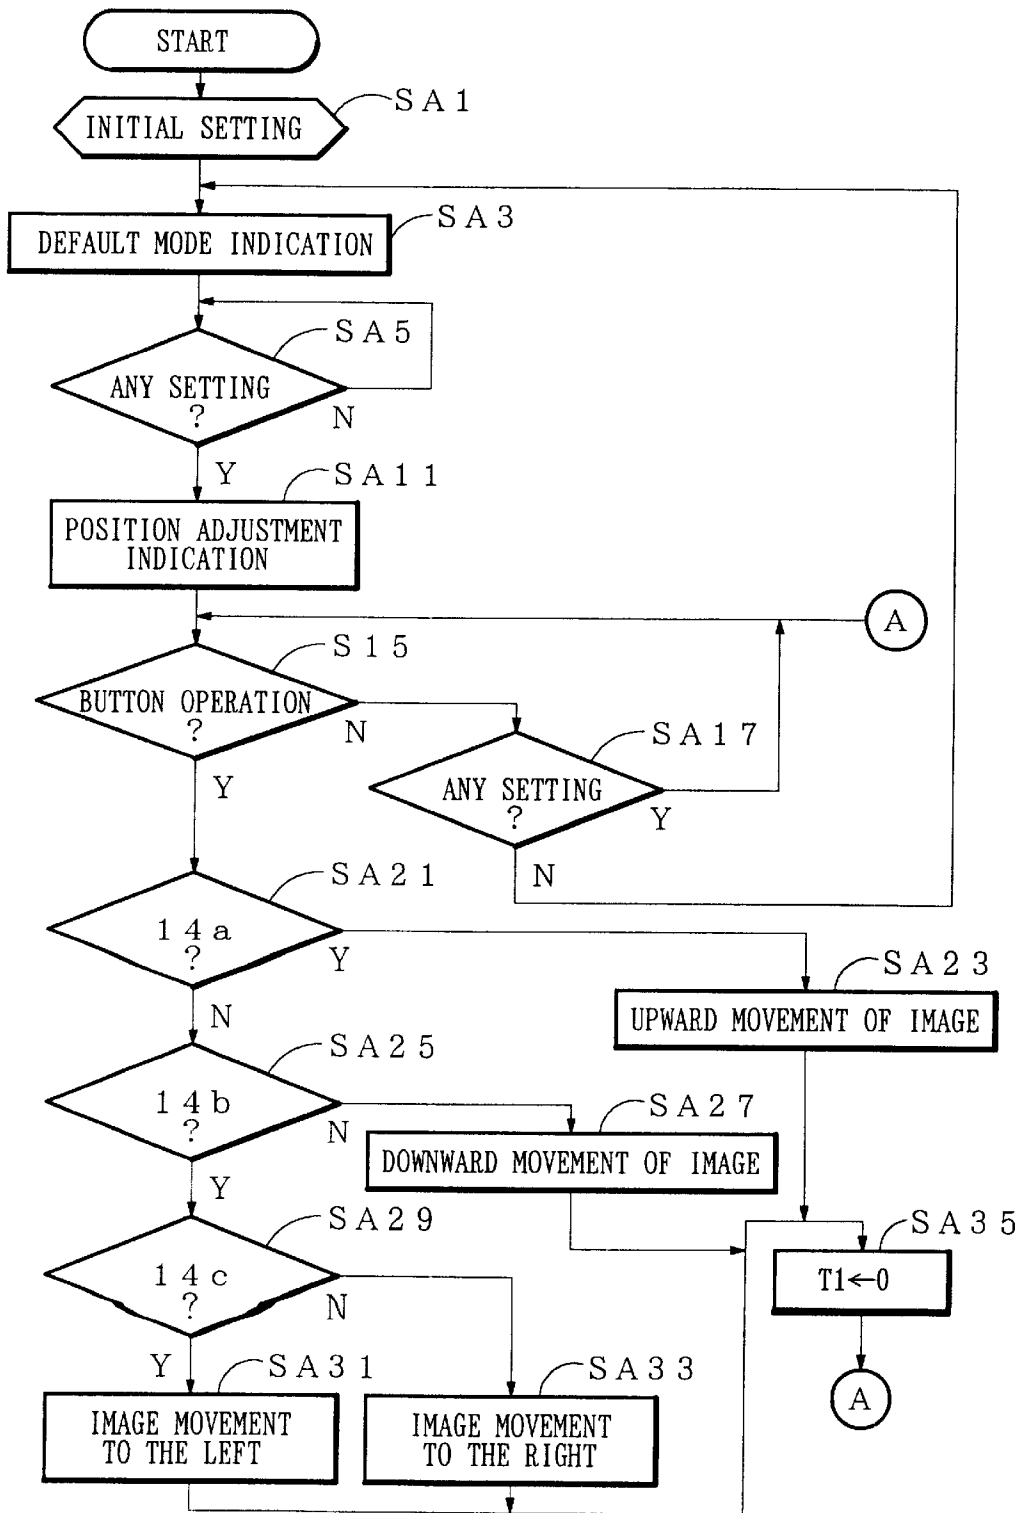 START
SA1
INITIAL SETTING
SA3
DEFAULT MODE INDICATION
SA5
ANY SETTING
?
N
Y
SA11
POSITION ADJUSTMENT
INDICATION
A
S15
BUTTON OPERATION
?
N
Y
SA17
ANY SETTING
?
Y
N
SA21
14a
?
Y
N
SA23
UPWARD MOVEMENT OF IMAGE
SA25
14b
?
N
Y
SA27
DOWNWARD MOVEMENT OF IMAGE
SA29
14c
?
N
Y
SA35
T1←0
A
SA31
IMAGE MOVEMENT
TO THE LEFT
SA33
IMAGE MOVEMENT
TO THE RIGHT